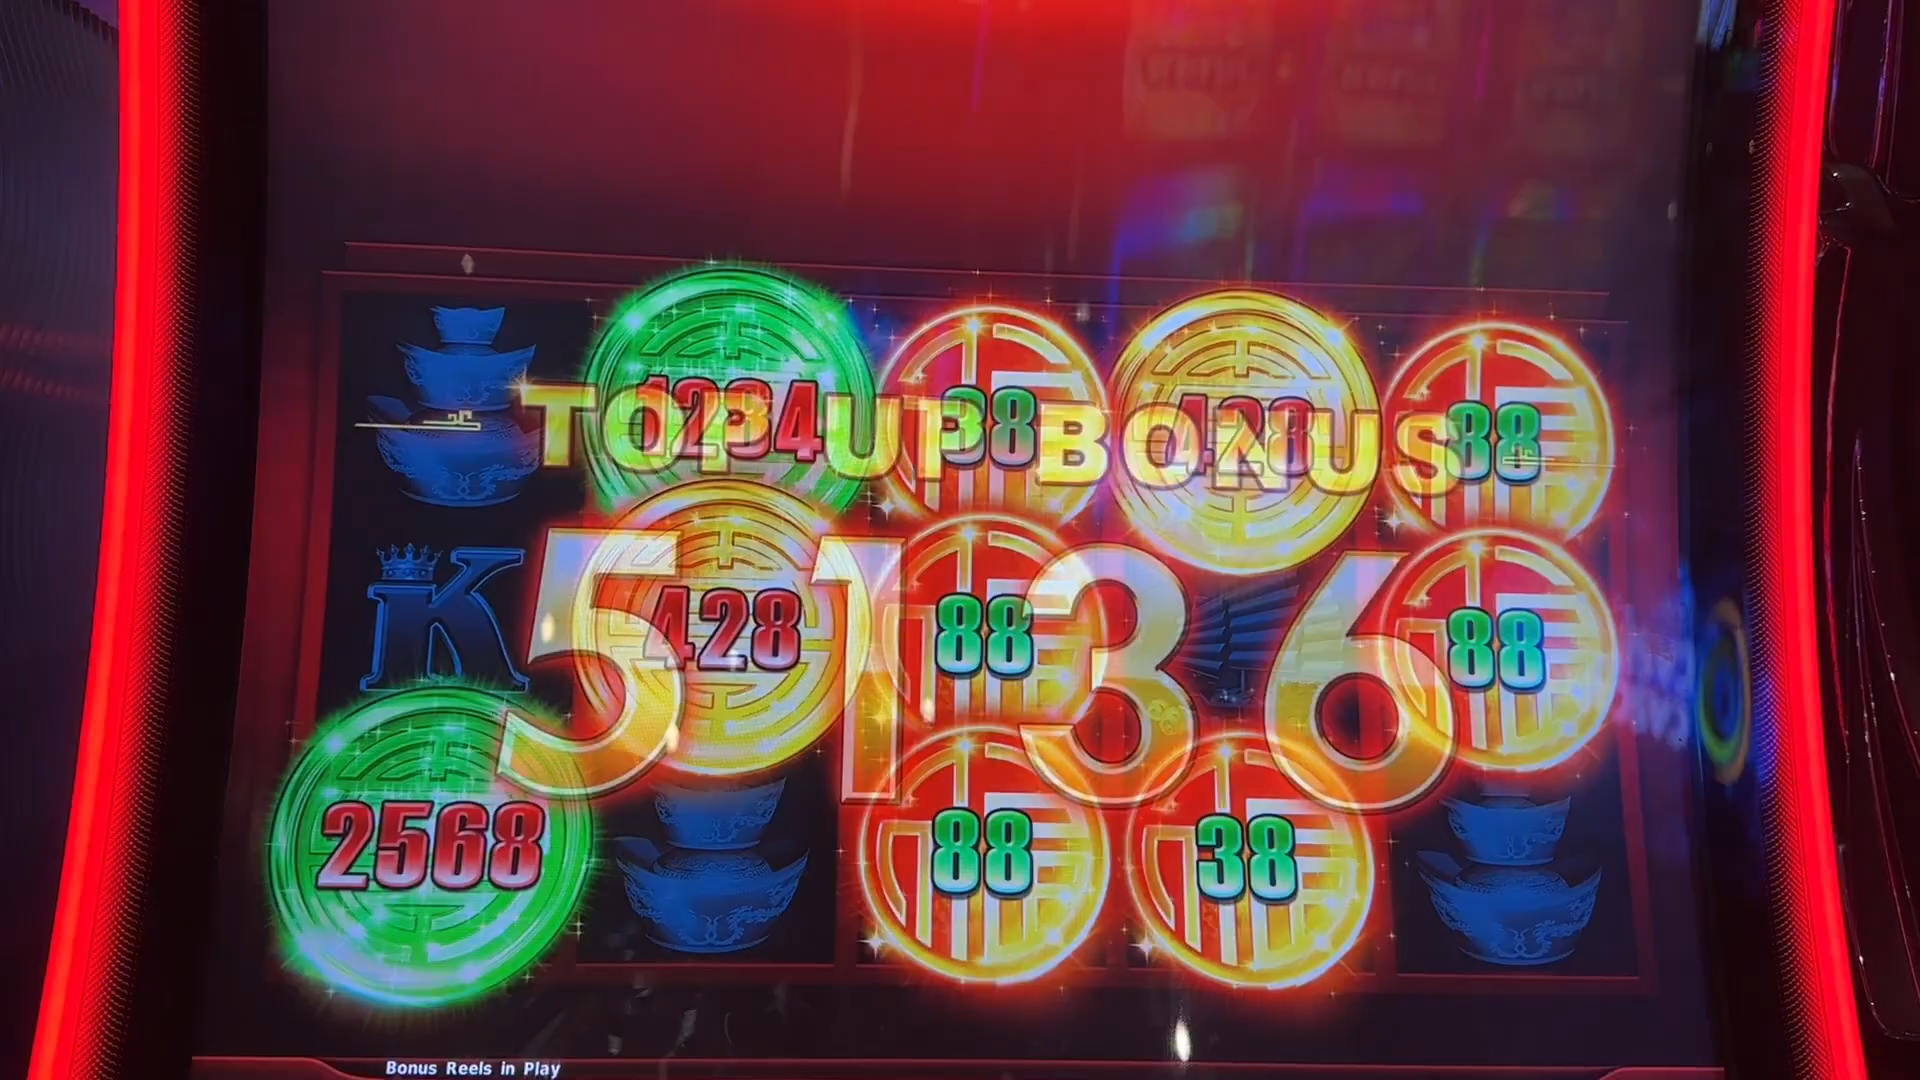 TOP UP BONUS
1234 38 428 88
5136
K 428 88 88
2568 88 38
Bonus Reels in Play